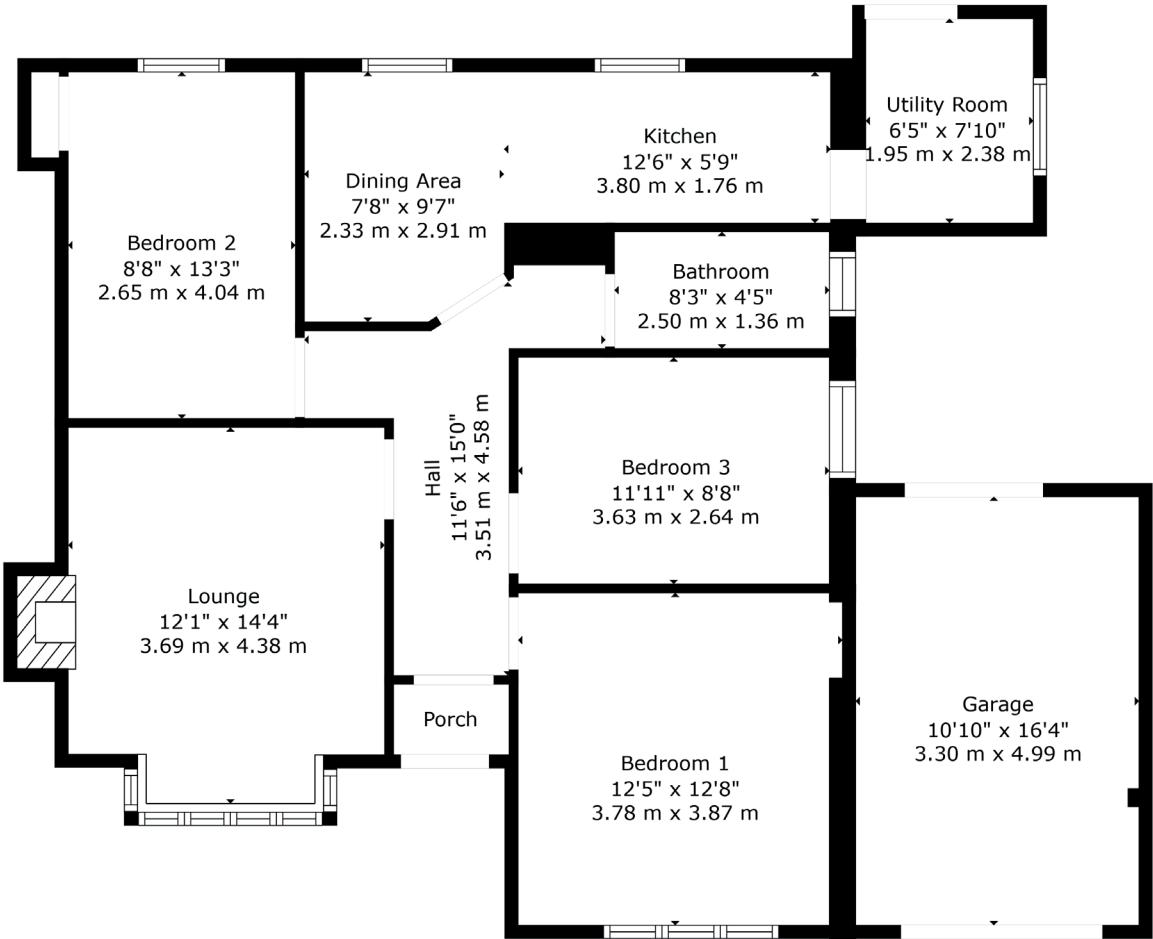 Utility Room
6'5" x 7'10"
1.95 m x 2.38 m
Kitchen
12'6" x 5'9"
3.80 m x 1.76 m
Dining Area
7'8" x 9'7"
2.33 m x 2.91 m
Bedroom 2
8'8" x 13'3"
2.65 m x 4.04 m
Bathroom
8'3" x 4'5"
2.50 m x 1.36 m
Hall
11'6" x 15'0"
3.51 m x 4.58 m
Bedroom 3
11'11" x 8'8"
3.63 m x 2.64 m
Lounge
12'1" x 14'4"
3.69 m x 4.38 m
Porch
Garage
10'10" x 16'4"
3.30 m x 4.99 m
Bedroom 1
12'5" x 12'8"
3.78 m x 3.87 m